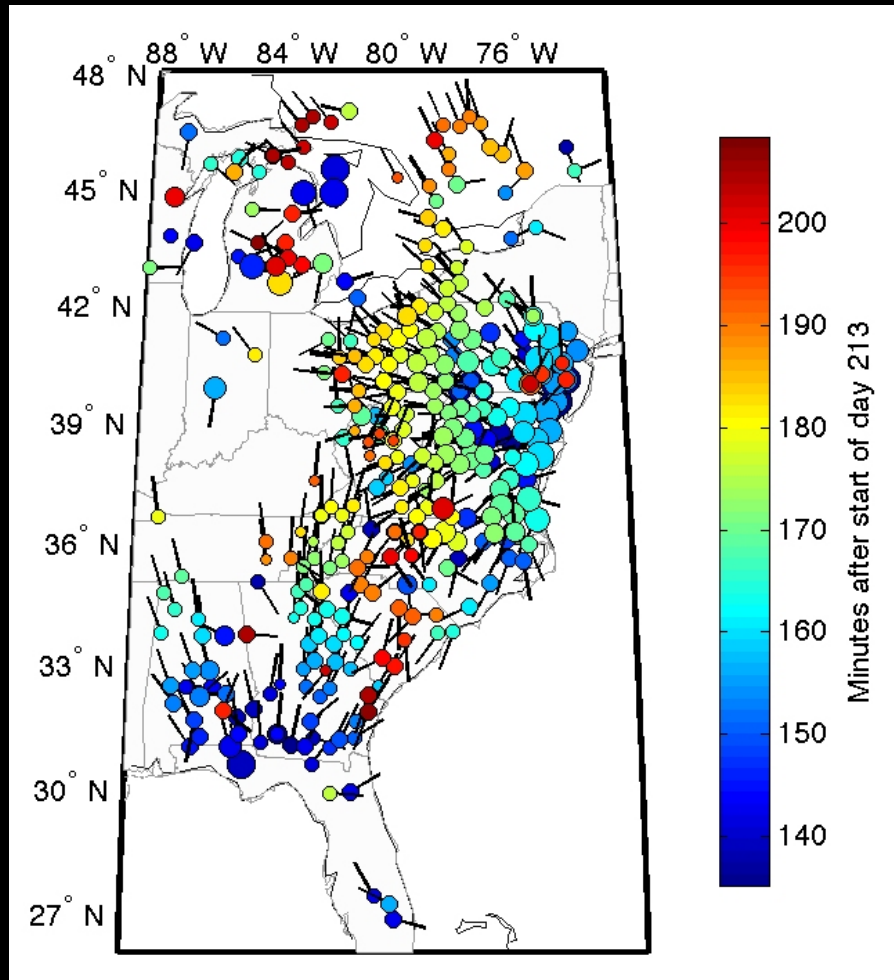 88° W 84° W 80° W 76° W
48° N
45° N
42° N
39° N
36° N
33° N
30° N
27° N
200
190
180
170
160
150
140
Minutes after start of day 213